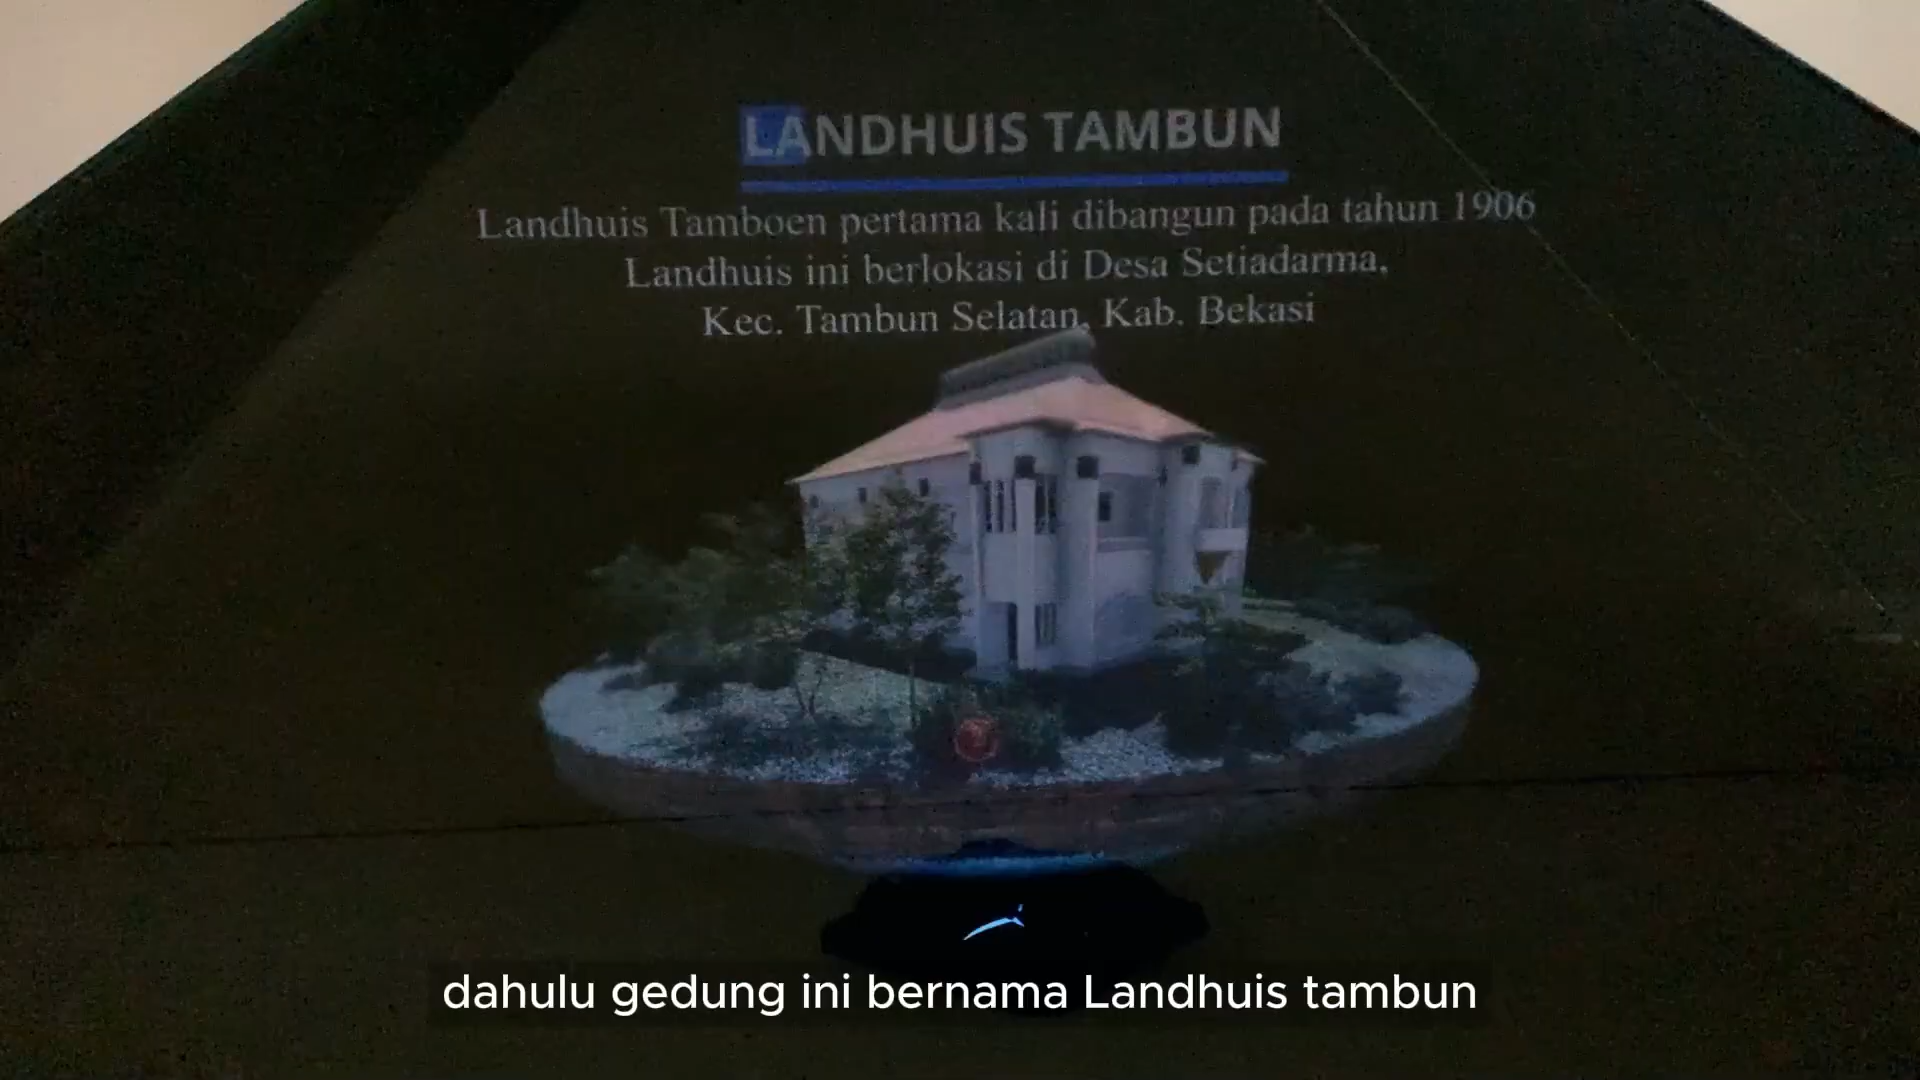 LANDHUIS TAMBUN
Landhuis Tamboen pertama kali dibangun pada tahun 1906
Landhuis ini berlokasi di Desa Setiadarma,
Kec. Tambun Selatan, Kab. Bekasi
dahulu gedung ini bernama Landhuis tambun